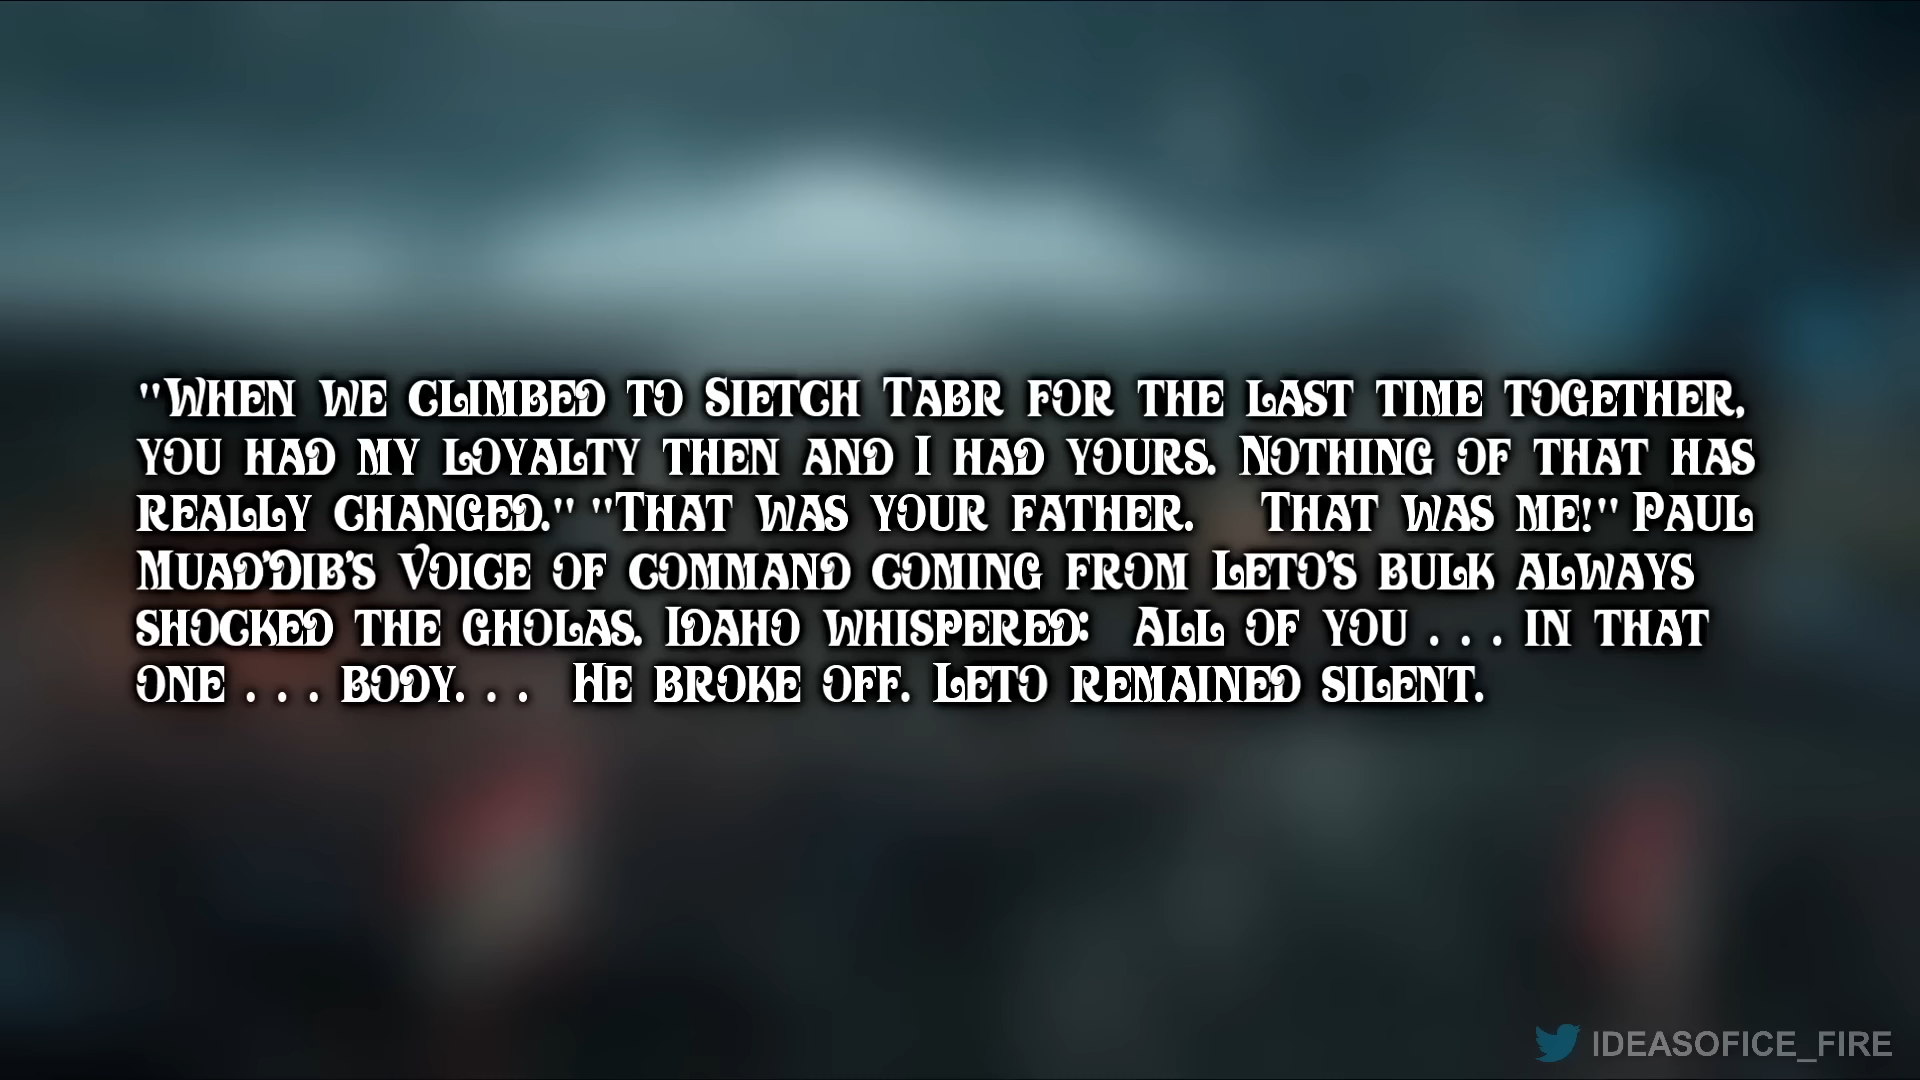 "When we climbed to Sietch Tabr for the last time together,
you had my loyalty then and I had yours. Nothing of that has
really changed." "That was your father. That was me!" Paul
Muad'Dib's Voice of command coming from Leto's bulk always
shocked the gholas. Idaho whispered: All of you . . . in that
one . . . body. . . He broke off. Leto remained silent.
IDEASOFICE_FIRE